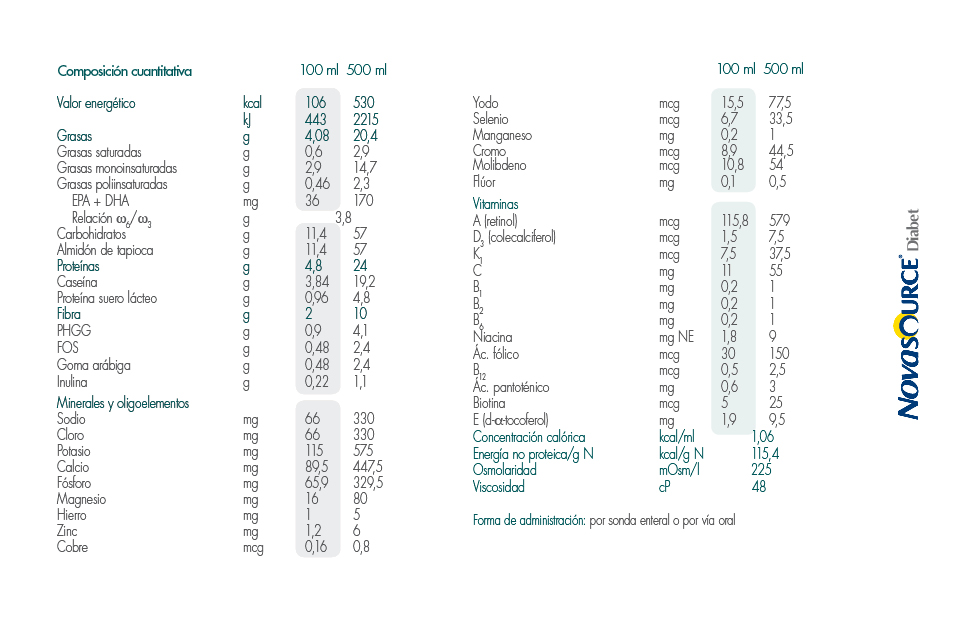 Composición cuantitativa 100 ml 500 ml
Valor energético kcal 106 530
kJ 443 2215
Grasas g 4,08 20,4
Grasas saturadas g 0,6 2,9
Grasas monoinsaturadas g 2,9 14,7
Grasas poliinsaturadas g 0,46 2,3
EPA + DHA mg 36 170
Relación ω6/ω3 g 3,8
Carbohidratos g 11,4 57
Almidón de tapioca g 11,4 57
Proteínas g 4,8 24
Caseína g 3,84 19,2
Proteína suero lácteo g 0,96 4,8
Fibra g 2 10
PHGG g 0,9 4,1
FOS g 0,48 2,4
Goma arábiga g 0,48 2,4
Inulina g 0,22 1,1
Minerales y oligoelementos
Sodio mg 66 330
Cloro mg 66 330
Potasio mg 115 575
Calcio mg 89,5 447,5
Fósforo mg 65,9 329,5
Magnesio mg 16 80
Hierro mg 1 5
Zinc mg 1,2 6
Cobre mcg 0,16 0,8
100 ml 500 ml
Yodo mcg 15,5 77,5
Selenio mcg 6,7 33,5
Manganeso mg 0,2 1
Cromo mcg 8,9 44,5
Molibdeno mcg 10,8 54
Flúor mg 0,1 0,5
Vitaminas
A (retinol) mcg 115,8 579
D3 (colecalciferol) mcg 1,5 7,5
K1 mcg 7,5 37,5
C mg 11 55
B1 mg 0,2 1
B2 mg 0,2 1
B6 mg 0,2 1
Niacina mg NE 1,8 9
Ác. fólico mcg 30 150
B12 mcg 0,5 2,5
Ác. pantoténico mg 0,6 3
Biotina mcg 5 25
E (d-α-tocoferol) mg 1,9 9,5
Concentración calórica kcal/ml 1,06
Energía no proteica/g N kcal/g N 115,4
Osmolaridad mOsm/l 225
Viscosidad cP 48
Forma de administración: por sonda enteral o por vía oral
NOVASOURCE® Diabet